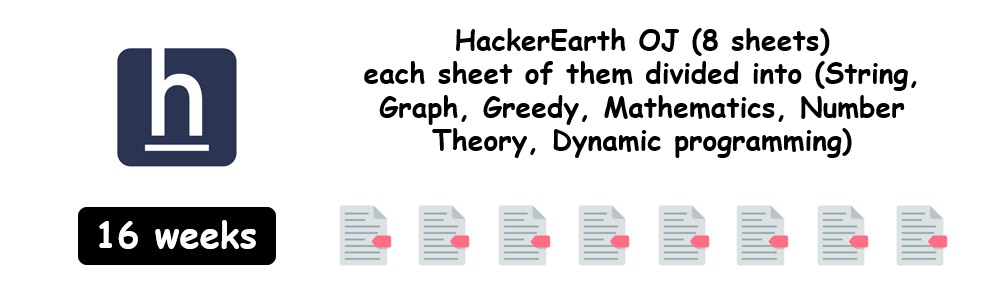 HackerEarth OJ (8 sheets)
each sheet of them divided into (String,
Graph, Greedy, Mathematics, Number
Theory, Dynamic programming)
h
16 weeks